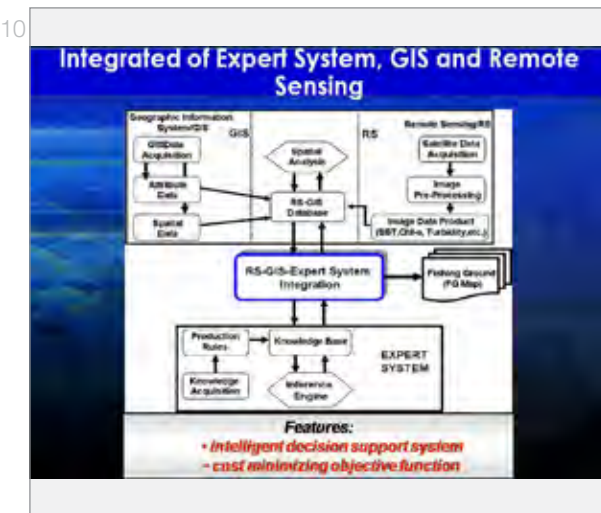 10
Integrated of Expert System, GIS and Remote
Sensing
Geographic Information
System/GIS
GIS
RS
Remote Sensing/RS
GIS Data
Acquisition
Spatial
Analysis
Satellite Data
Acquisition
Attribute
Data
Image
Pre-Processing
RS-GIS
Database
Spatial
Data
Image Data Product
(SST,Chl-a, Turbidity,etc.)
RS-GIS-Expert System
Integration
Fishing Ground
(FG Map)
Production
Rules
Knowledge Base
EXPERT
SYSTEM
Knowledge
Acquisition
Inference
Engine
Features:
• Intelligent decision support system
– cost minimizing objective function